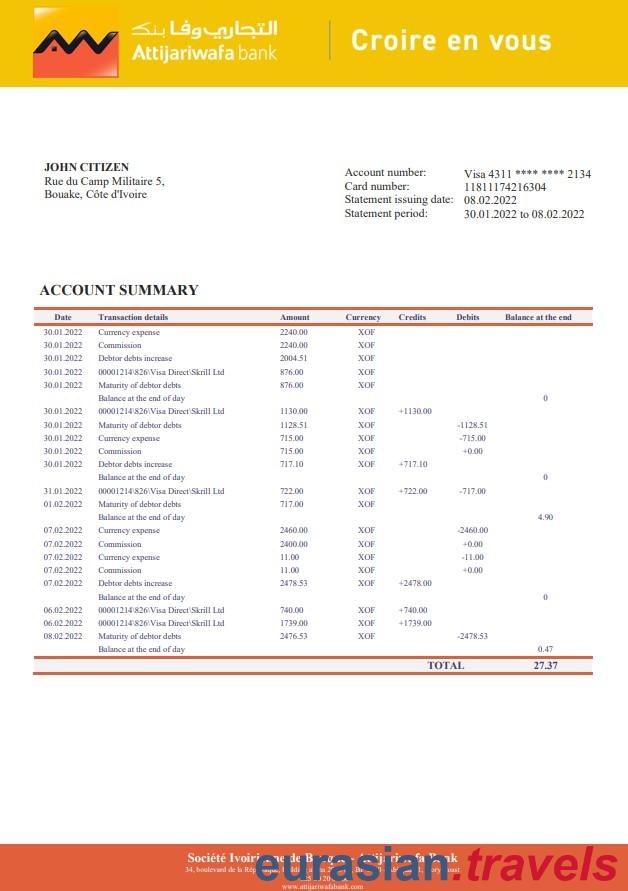 التجاري وفا بنك
Attijariwafa bank
Croire en vous
JOHN CITIZEN
Rue du Camp Militaire 5,
Bouake, Côte d'Ivoire
Account number: Visa 4311 **** **** 2134
Card number: 11811174216304
Statement issuing date: 08.02.2022
Statement period: 30.01.2022 to 08.02.2022
ACCOUNT SUMMARY
Date Transaction details Amount Currency Credits Debits Balance at the end
30.01.2022 Currency expense 2240.00 XOF
30.01.2022 Commission 2240.00 XOF
30.01.2022 Debtor debts increase 2004.51 XOF
30.01.2022 00001214\826\Visa Direct\Skrill Ltd 876.00 XOF
30.01.2022 Maturity of debtor debts 876.00 XOF
Balance at the end of day 0
30.01.2022 00001214\826\Visa Direct\Skrill Ltd 1130.00 XOF +1130.00
30.01.2022 Maturity of debtor debts 1128.51 XOF -1128.51
30.01.2022 Currency expense 715.00 XOF -715.00
30.01.2022 Commission 715.00 XOF +0.00
30.01.2022 Debtor debts increase 717.10 XOF +717.10
Balance at the end of day 0
31.01.2022 00001214\826\Visa Direct\Skrill Ltd 722.00 XOF +722.00 -717.00
01.02.2022 Maturity of debtor debts 717.00 XOF
Balance at the end of day 4.90
07.02.2022 Currency expense 2460.00 XOF -2460.00
07.02.2022 Commission 2400.00 XOF +0.00
07.02.2022 Currency expense 11.00 XOF -11.00
07.02.2022 Commission 11.00 XOF +0.00
07.02.2022 Debtor debts increase 2478.53 XOF +2478.00
Balance at the end of day 0
06.02.2022 00001214\826\Visa Direct\Skrill Ltd 740.00 XOF +740.00
06.02.2022 00001214\826\Visa Direct\Skrill Ltd 1739.00 XOF +1739.00
08.02.2022 Maturity of debtor debts 2476.53 XOF -2478.53
Balance at the end of day 0.47
TOTAL 27.37
Société de Attijariwafa Bank
34, boulevard de la
eurasian.travels
www.attijariwafabank.com